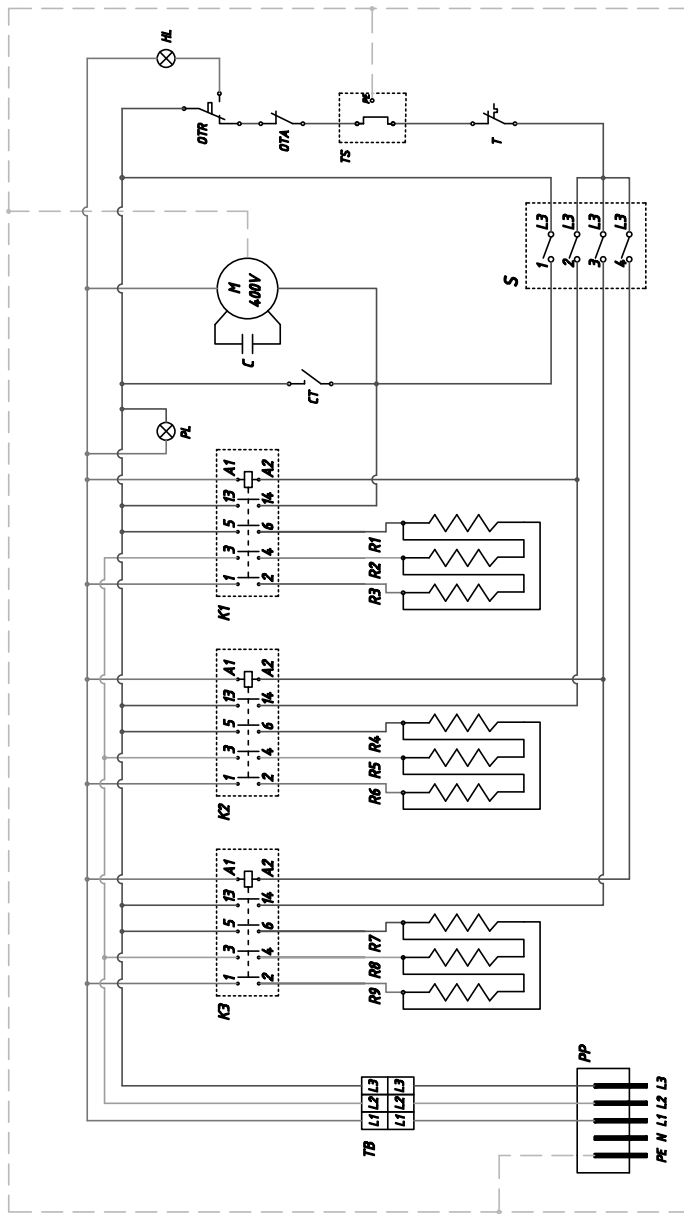 HL
OTR
OTA
TS
PE
T
S
1 L3
2 L3
3 L3
4 L3
M
400V
C
CT
PL
K1
1 3 5 13 A1
2 4 6 14 A2
R3 R2 R1
K2
1 3 5 13 A1
2 4 6 14 A2
R6 R5 R4
K3
1 3 5 13 A1
2 4 6 14 A2
R9 R8 R7
TB
L1 L2 L3
L1 L2 L3
PP
PE N L1 L2 L3